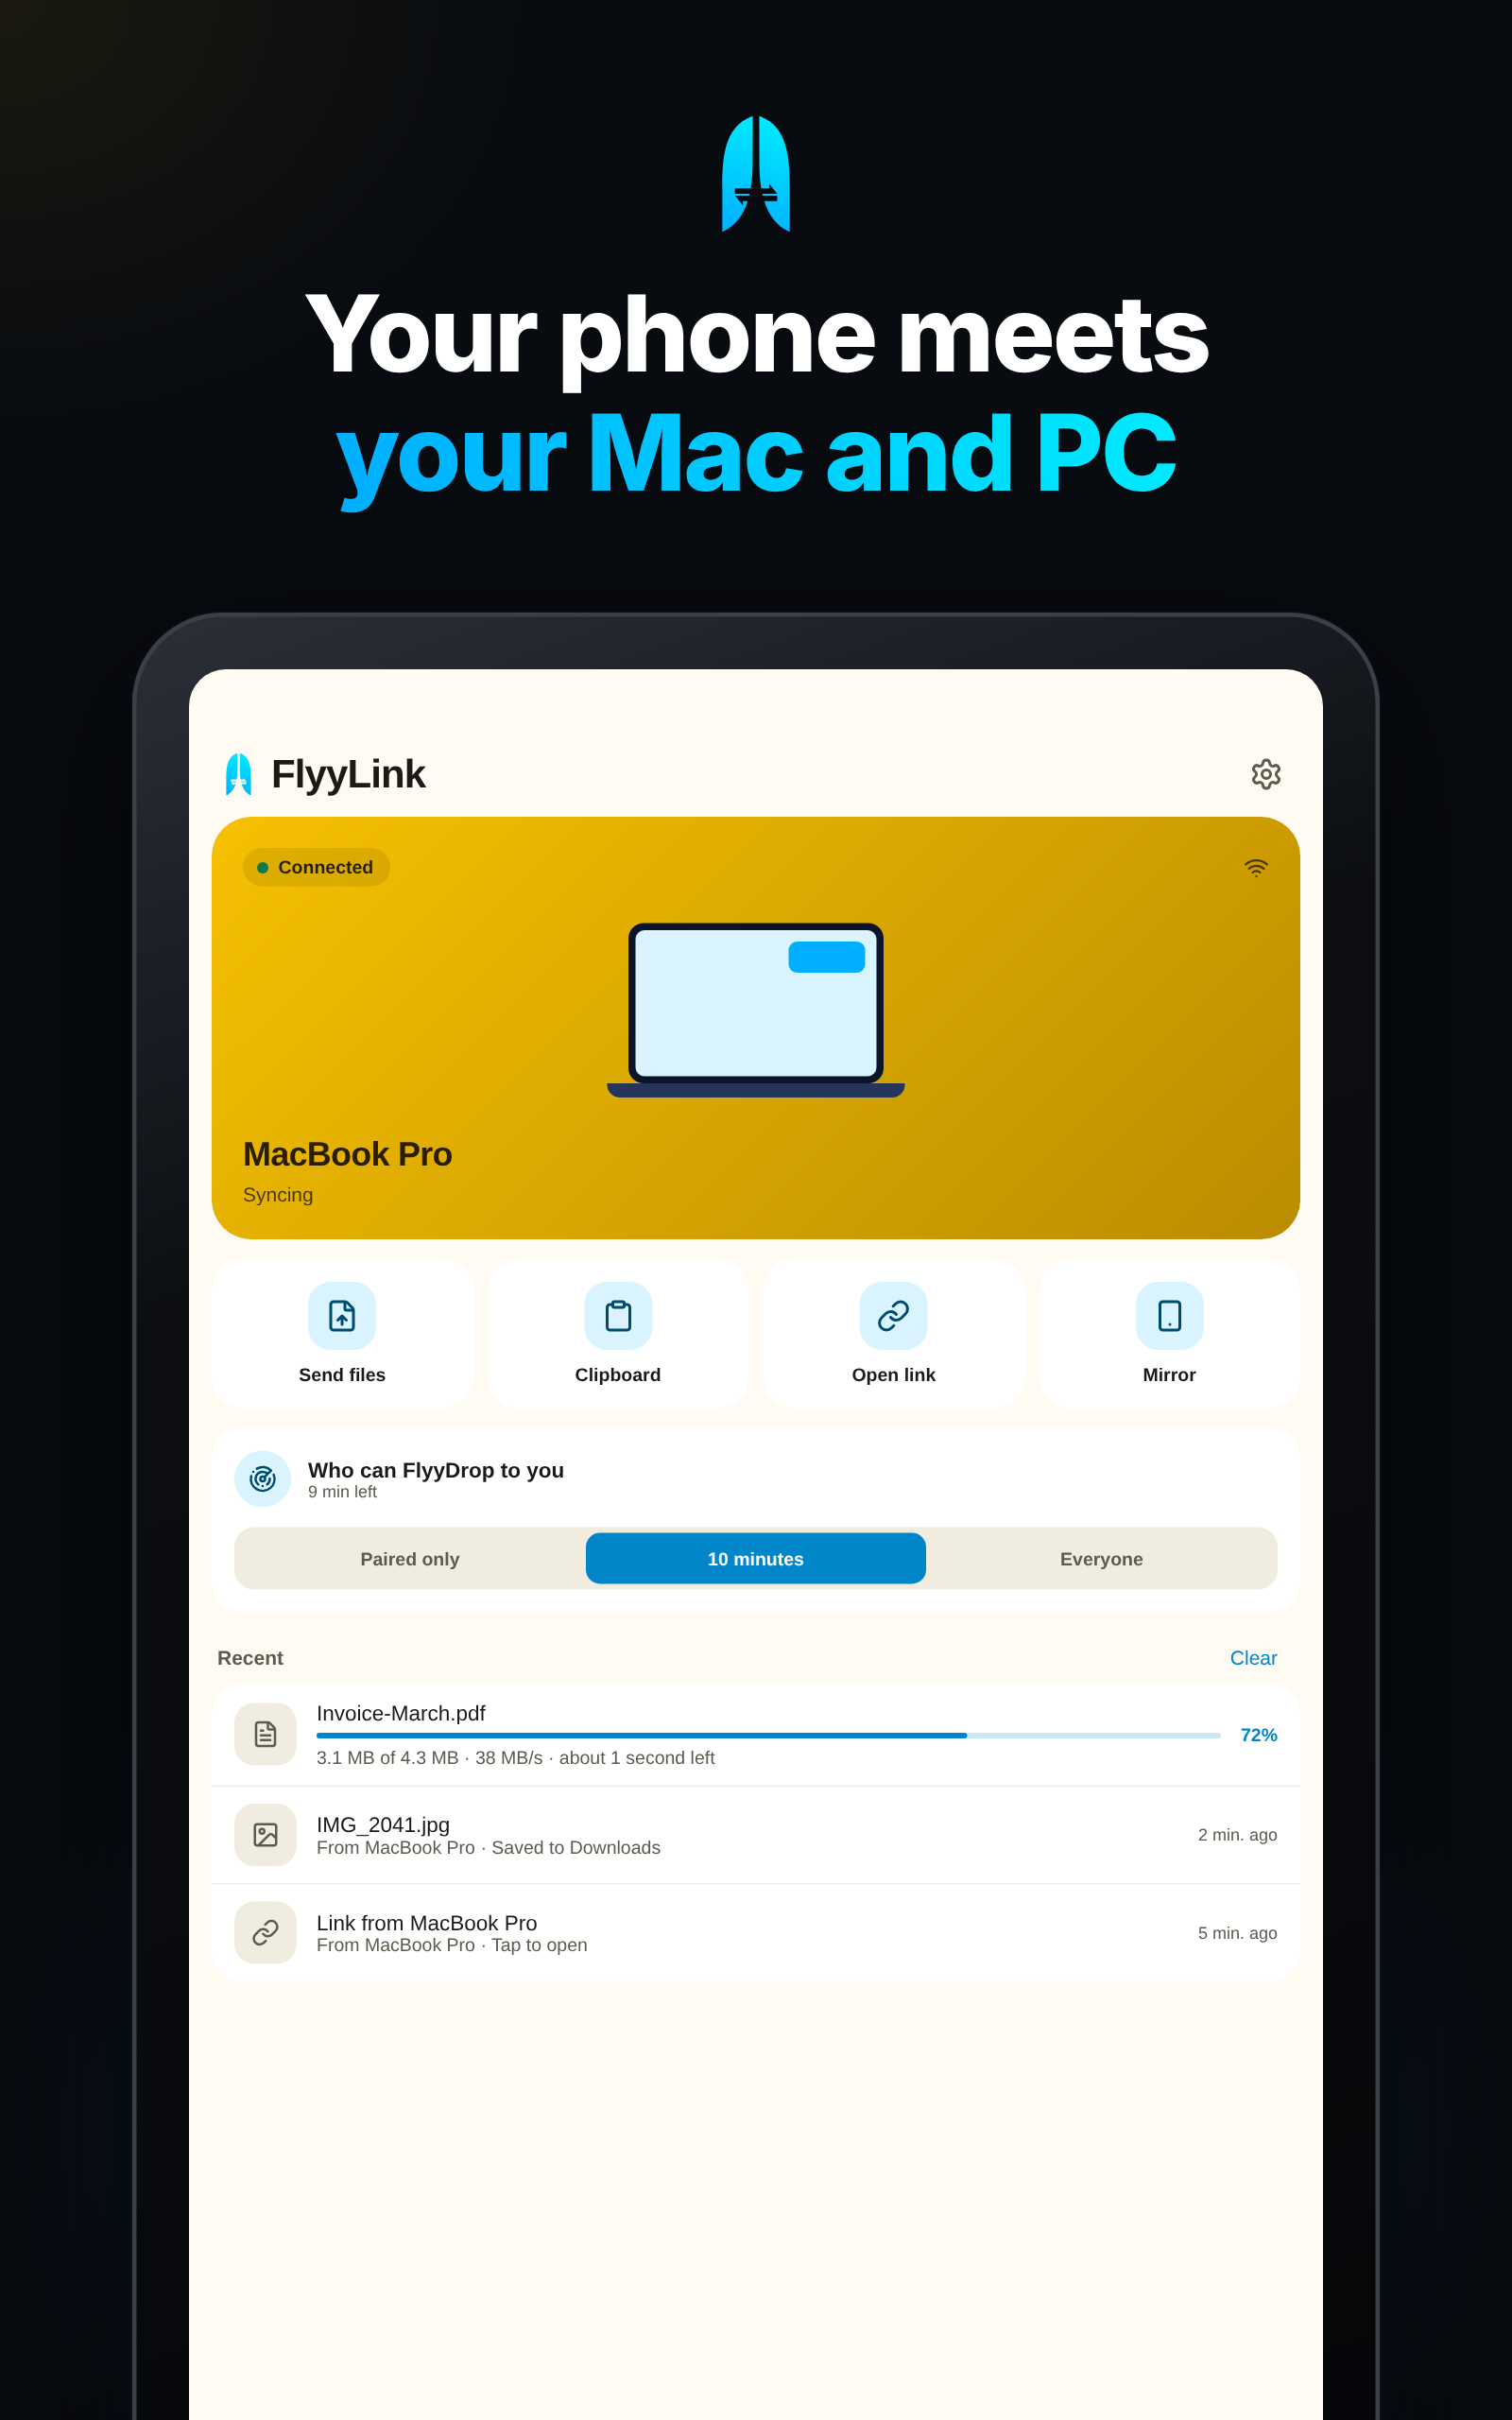 Your phone meets
your Mac and PC
FlyyLink
Connected
MacBook Pro
Syncing
Send files
Clipboard
Open link
Mirror
Who can FlyyDrop to you
9 min left
Paired only
10 minutes
Everyone
Recent
Clear
Invoice-March.pdf
72%
3.1 MB of 4.3 MB · 38 MB/s · about 1 second left
IMG_2041.jpg
From MacBook Pro · Saved to Downloads
2 min. ago
Link from MacBook Pro
From MacBook Pro · Tap to open
5 min. ago